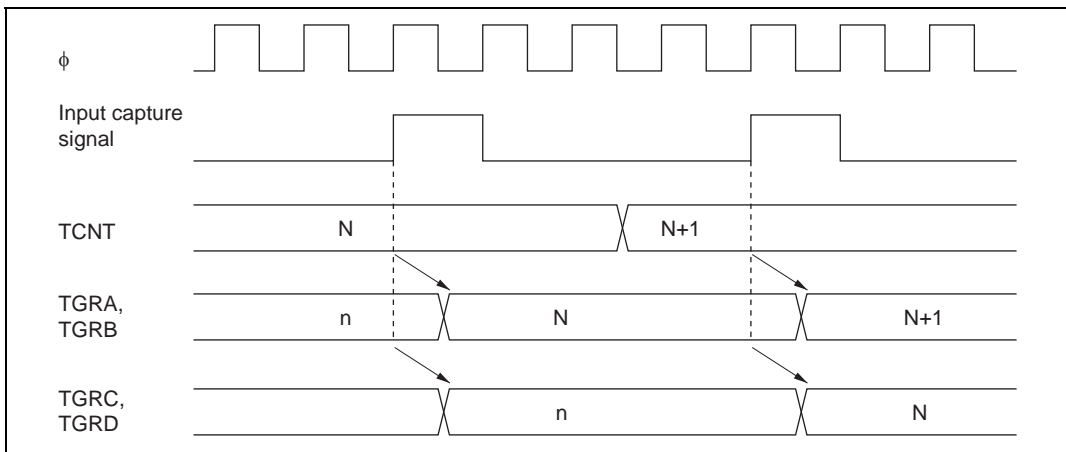 ϕ
Input capture
signal
TCNT
N
N+1
TGRA,
TGRB
n
N
N+1
TGRC,
TGRD
n
N